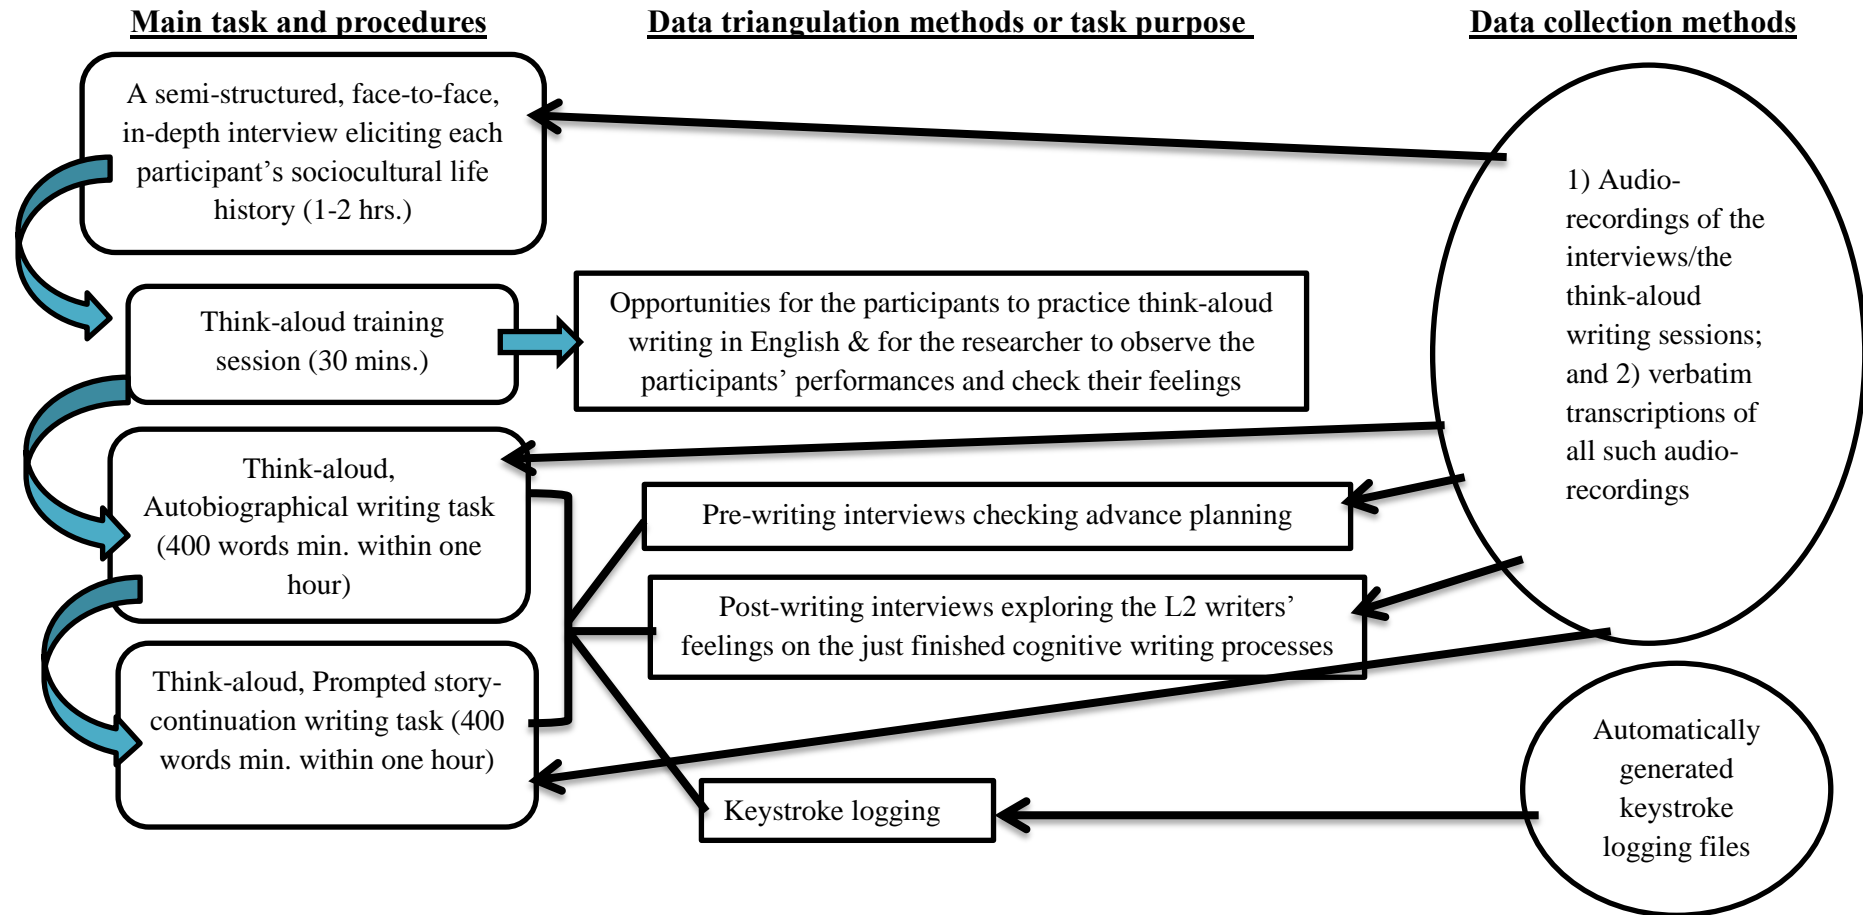 Main task and procedures
Data triangulation methods or task purpose
Data collection methods
A semi-structured, face-to-face,
in-depth interview eliciting each
participant’s sociocultural life
history (1-2 hrs.)
Think-aloud training
session (30 mins.)
Opportunities for the participants to practice think-aloud
writing in English & for the researcher to observe the
participants’ performances and check their feelings
Think-aloud,
Autobiographical writing task
(400 words min. within one
hour)
Pre-writing interviews checking advance planning
Post-writing interviews exploring the L2 writers’
feelings on the just finished cognitive writing processes
Think-aloud, Prompted story-
continuation writing task (400
words min. within one hour)
Keystroke logging
1) Audio-
recordings of the
interviews/the
think-aloud
writing sessions;
and 2) verbatim
transcriptions of
all such audio-
recordings
Automatically
generated
keystroke
logging files